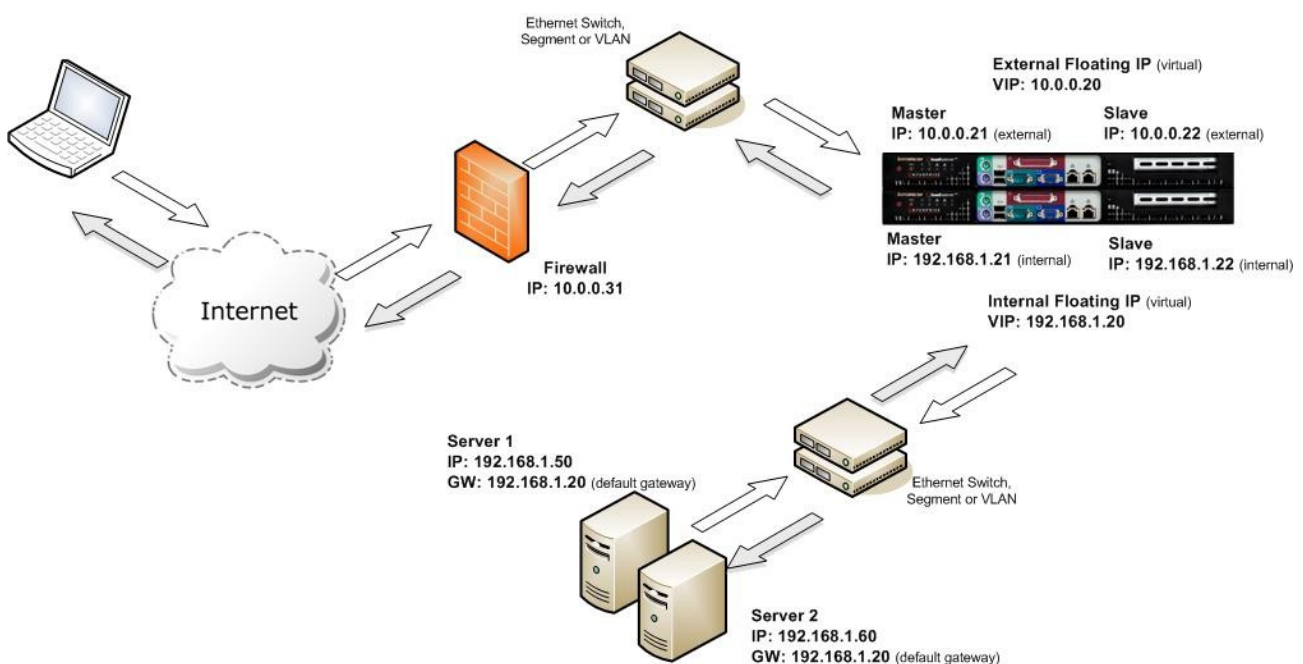 Ethernet Switch,
Segment or VLAN
External Floating IP (virtual)
VIP: 10.0.0.20
Master
IP: 10.0.0.21 (external)
Slave
IP: 10.0.0.22 (external)
Master
IP: 192.168.1.21 (internal)
Slave
IP: 192.168.1.22 (internal)
Firewall
IP: 10.0.0.31
Internet
Internal Floating IP (virtual)
VIP: 192.168.1.20
Server 1
IP: 192.168.1.50
GW: 192.168.1.20 (default gateway)
Ethernet Switch,
Segment or VLAN
Server 2
IP: 192.168.1.60
GW: 192.168.1.20 (default gateway)